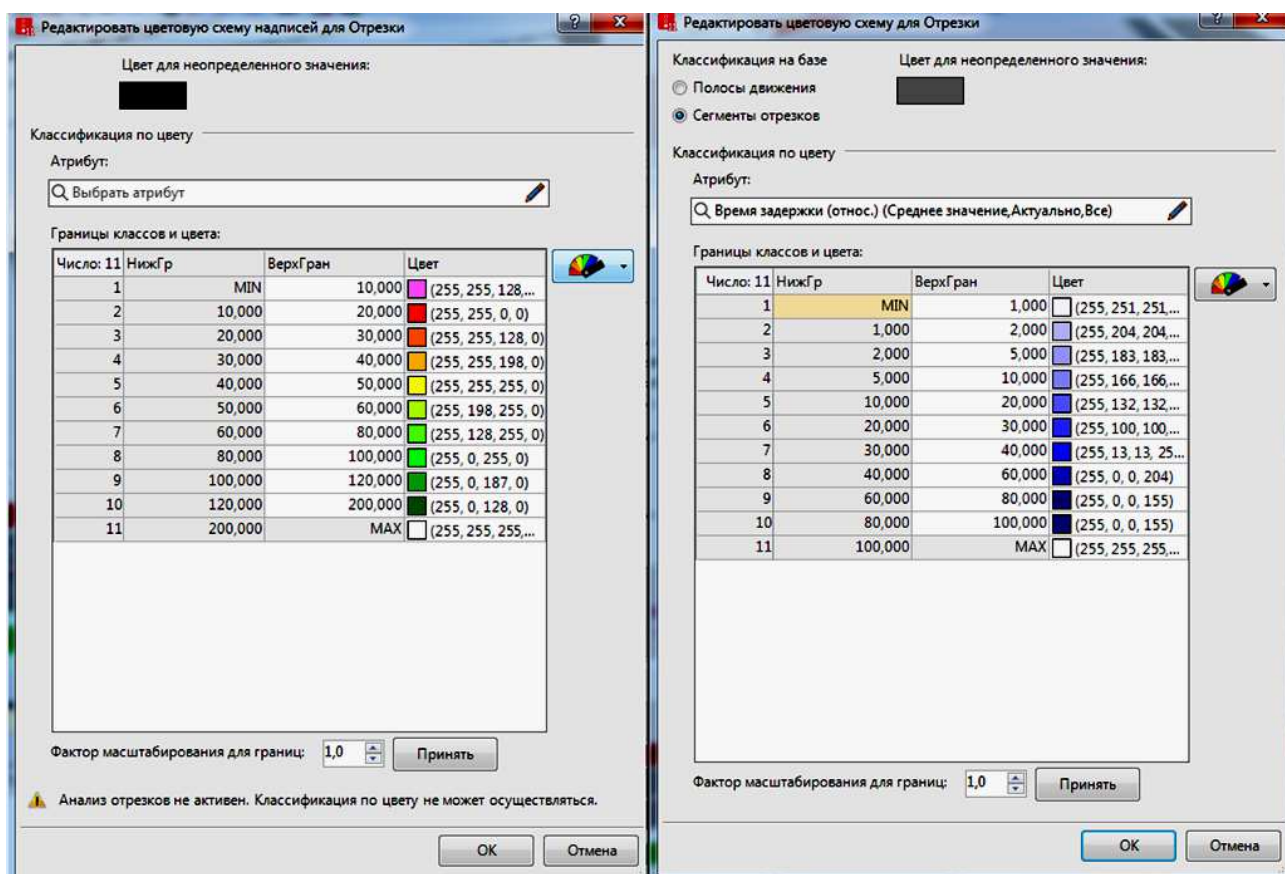 Редактировать цветовую схему надписей для Отрезки
Цвет для неопределенного значения:
Классификация по цвету
Атрибут:
Выбрать атрибут
Границы классов и цвета:
Число: 11 НижГр ВерхГран Цвет
1 MIN 10,000 (255, 255, 128,...
2 10,000 20,000 (255, 255, 0, 0)
3 20,000 30,000 (255, 255, 128, 0)
4 30,000 40,000 (255, 255, 198, 0)
5 40,000 50,000 (255, 255, 255, 0)
6 50,000 60,000 (255, 198, 255, 0)
7 60,000 80,000 (255, 128, 255, 0)
8 80,000 100,000 (255, 0, 255, 0)
9 100,000 120,000 (255, 0, 187, 0)
10 120,000 200,000 (255, 0, 128, 0)
11 200,000 MAX (255, 255, 255,...
Фактор масштабирования для границ: 1,0 Принять
Анализ отрезков не активен. Классификация по цвету не может осуществляться.
OK Отмена
Редактировать цветовую схему для Отрезки
Классификация на базе Цвет для неопределенного значения:
Полосы движения
Сегменты отрезков
Классификация по цвету
Атрибут:
Время задержки (относ.) (Среднее значение,Актуально,Все)
Границы классов и цвета:
Число: 11 НижГр ВерхГран Цвет
1 MIN 1,000 (255, 251, 251,...
2 1,000 2,000 (255, 204, 204,...
3 2,000 5,000 (255, 183, 183,...
4 5,000 10,000 (255, 166, 166,...
5 10,000 20,000 (255, 132, 132,...
6 20,000 30,000 (255, 100, 100,...
7 30,000 40,000 (255, 13, 13, 25...
8 40,000 60,000 (255, 0, 0, 204)
9 60,000 80,000 (255, 0, 0, 155)
10 80,000 100,000 (255, 0, 0, 155)
11 100,000 MAX (255, 255, 255,...
Фактор масштабирования для границ: 1,0 Принять
OK Отмена